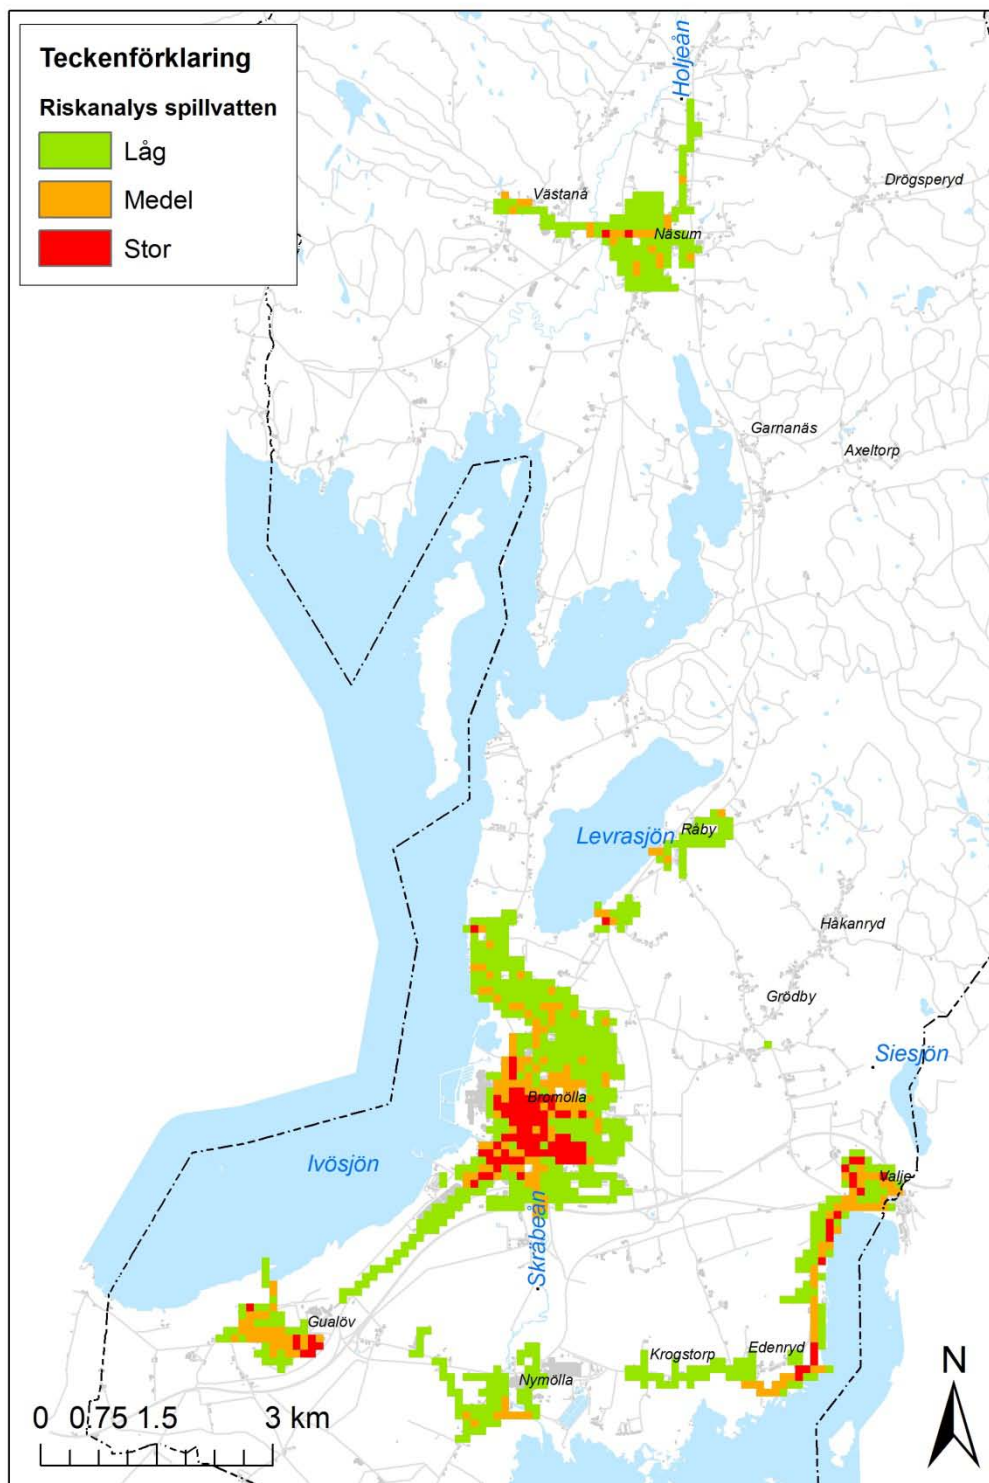 Teckenförklaring
Riskanalys spillvatten
Låg
Medel
Stor
Holjeån
Drögsperyd
Västanå
Näsum
Garnanäs
Axeltorp
Levrasjön
Råby
Håkanryd
Grödby
Siesjön
Bromölla
Ivösjön
Valje
Skräbeån
Gualöv
Krogstorp
Edenryd
Nymölla
N
0 0.75 1.5 3 km